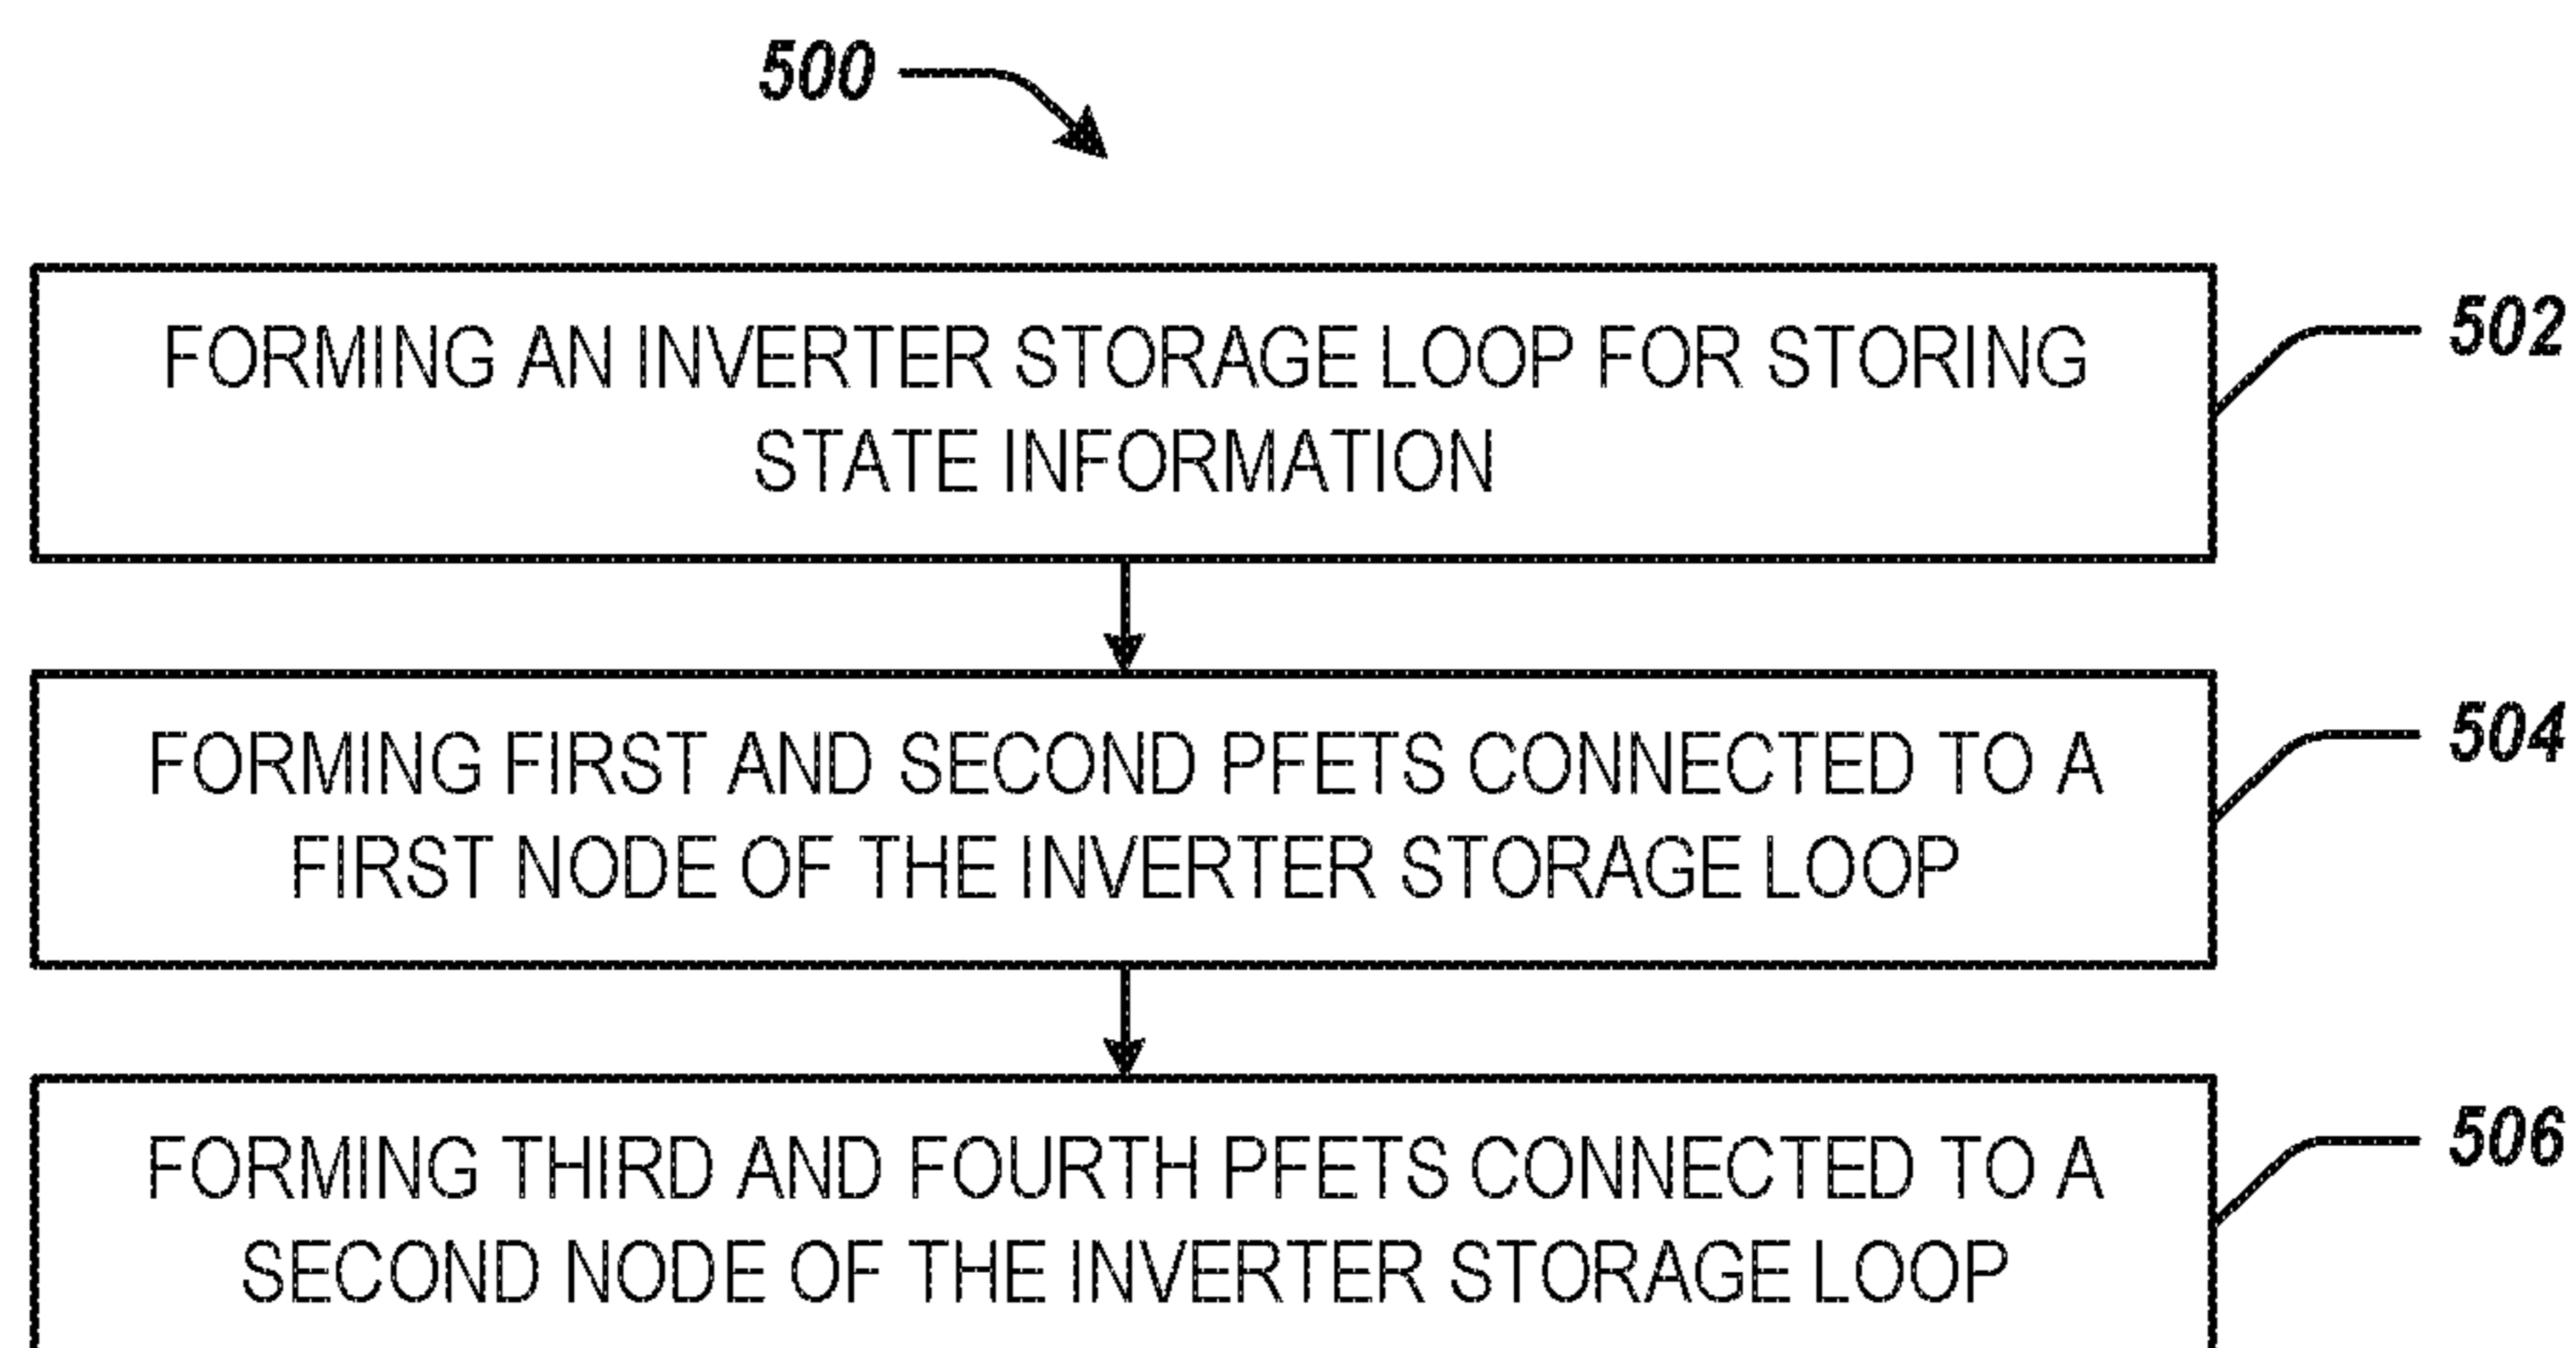 500
FORMING AN INVERTER STORAGE LOOP FOR STORING
STATE INFORMATION
502
FORMING FIRST AND SECOND PFETS CONNECTED TO A
FIRST NODE OF THE INVERTER STORAGE LOOP
504
FORMING THIRD AND FOURTH PFETS CONNECTED TO A
SECOND NODE OF THE INVERTER STORAGE LOOP
506